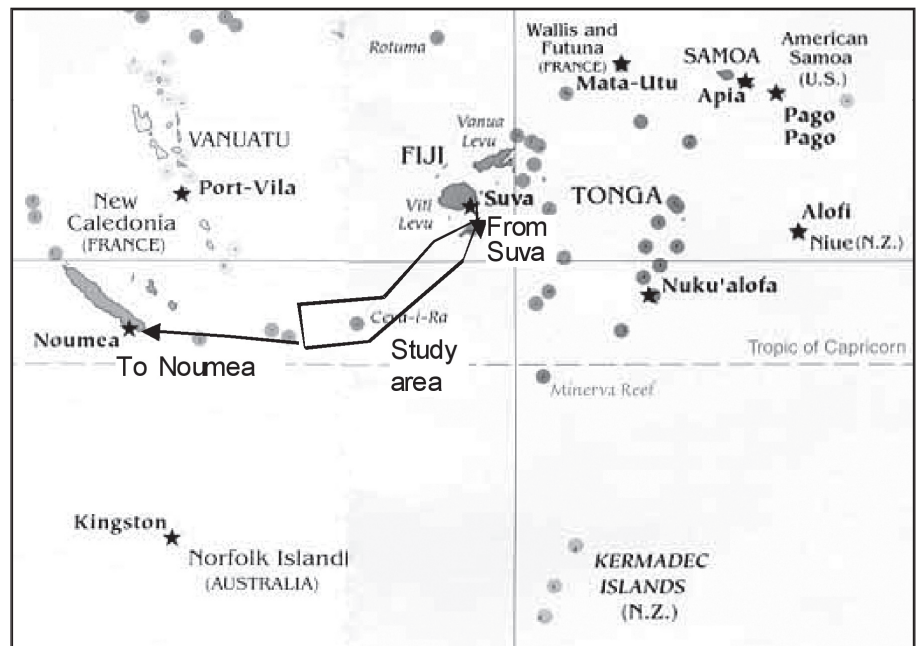 Rotuma
Wallis and
Futuna
(FRANCE)
Mata-Utu
SAMOA
Apia
American
Samoa
(U.S.)
Pago
Pago
VANUATU
Port-Vila
Vanua
Levu
FIJI
Viti
Levu
Suva
From
Suva
TONGA
Alofi
Niue (N.Z.)
New
Caledonia
(FRANCE)
Nuku'alofa
Ceva-i-Ra
Noumea
To Noumea
Study
area
Tropic of Capricorn
Minerva Reef
Kingston
Norfolk Island
(AUSTRALIA)
KERMADEC
ISLANDS
(N.Z.)